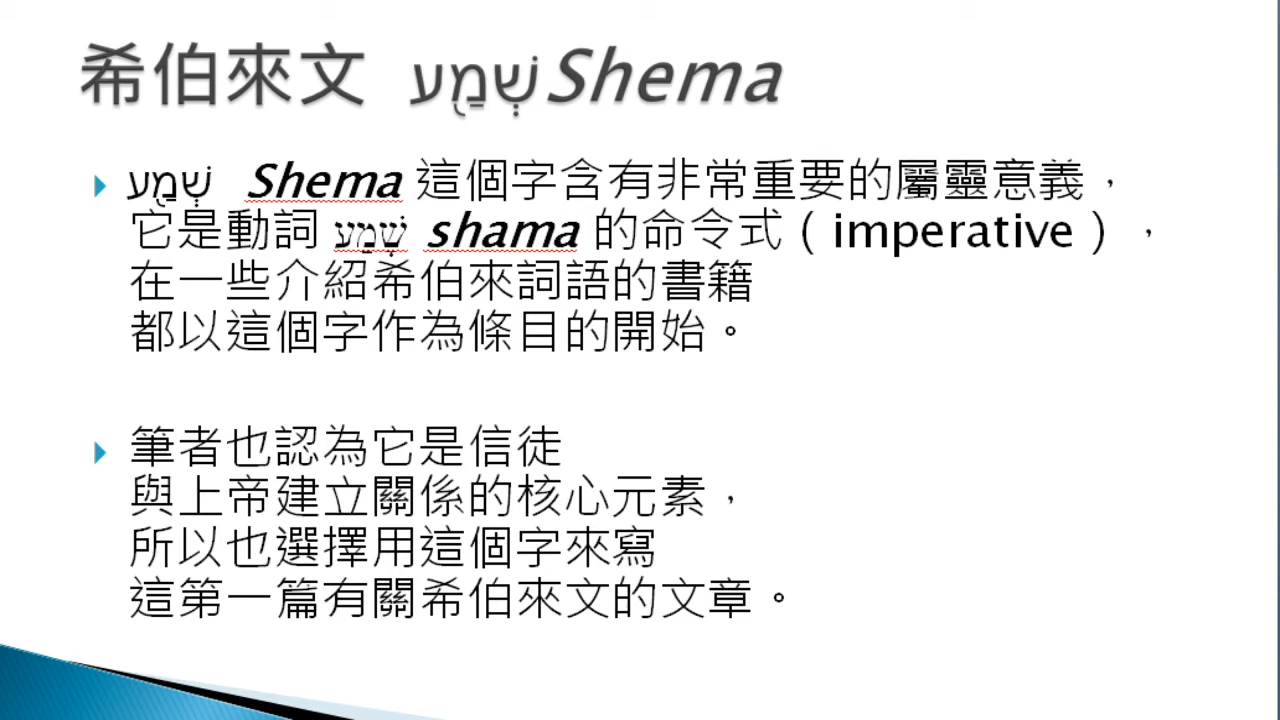 希伯來文 שְׁמַ֖ע Shema
שְׁמַ֖ע Shema 這個字含有非常重要的屬靈意義，
它是動詞 שָׁמַע shama 的命令式（imperative），
在一些介紹希伯來詞語的書籍
都以這個字作為條目的開始。
筆者也認為它是信徒
與上帝建立關係的核心元素，
所以也選擇用這個字來寫
這第一篇有關希伯來文的文章。